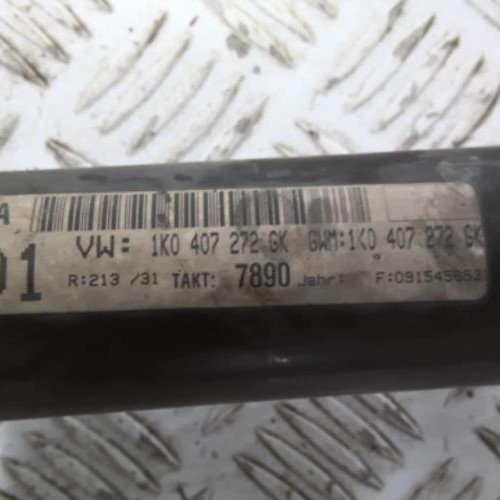 A
01
VW: 1K0 407 272 GK GWM:1K0 407 272 GK
R:213 /31 TAKT: 7890 Jahr: F:091545653